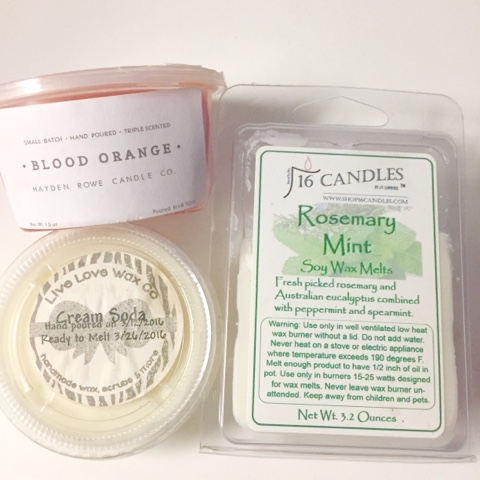 SMALL BATCH • HAND POURED • TRIPLE SCENTED
• BLOOD ORANGE •
HAYDEN ROWE CANDLE CO.
Live Love Wax Co
Cream Soda
Hand poured on 3/12/2016
Ready to Melt 3/26/2016
handmade wax, scrubs & more
16 CANDLES
™
WWW.SHOP16CANDLES.COM
Rosemary
Mint
Soy Wax Melts
Fresh picked rosemary and
Australian eucalyptus combined
with peppermint and spearmint.
Warning: Use only in well ventilated low heat
wax burner without a lid. Do not add water.
Never heat on a stove or electric appliance
where temperature exceeds 190 degrees F.
Melt enough product to have 1/2 inch of oil in
pot. Use only in burners 15-25 watts designed
for wax melts. Never leave wax burner un-
attended. Keep away from children and pets.
Net Wt. 3.2 Ounces